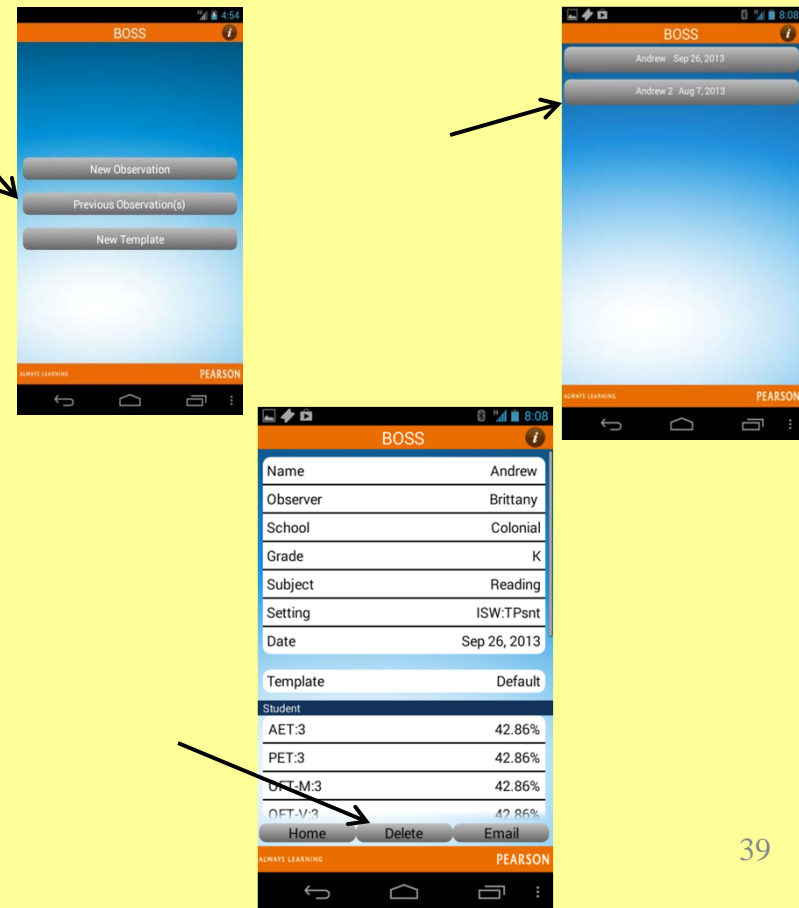 4:54
BOSS
i
New Observation
Previous Observation(s)
New Template
ALWAYS LEARNING PEARSON
8:08
BOSS
i
Andrew Sep 26, 2013
Andrew 2 Aug 7, 2013
ALWAYS LEARNING PEARSON
8:08
BOSS
i
Name Andrew
Observer Brittany
School Colonial
Grade K
Subject Reading
Setting ISW:TPsnt
Date Sep 26, 2013
Template Default
Student
AET:3 42.86%
PET:3 42.86%
OFT-M:3 42.86%
OFT-V:3 42.86%
Home Delete Email
ALWAYS LEARNING PEARSON
39